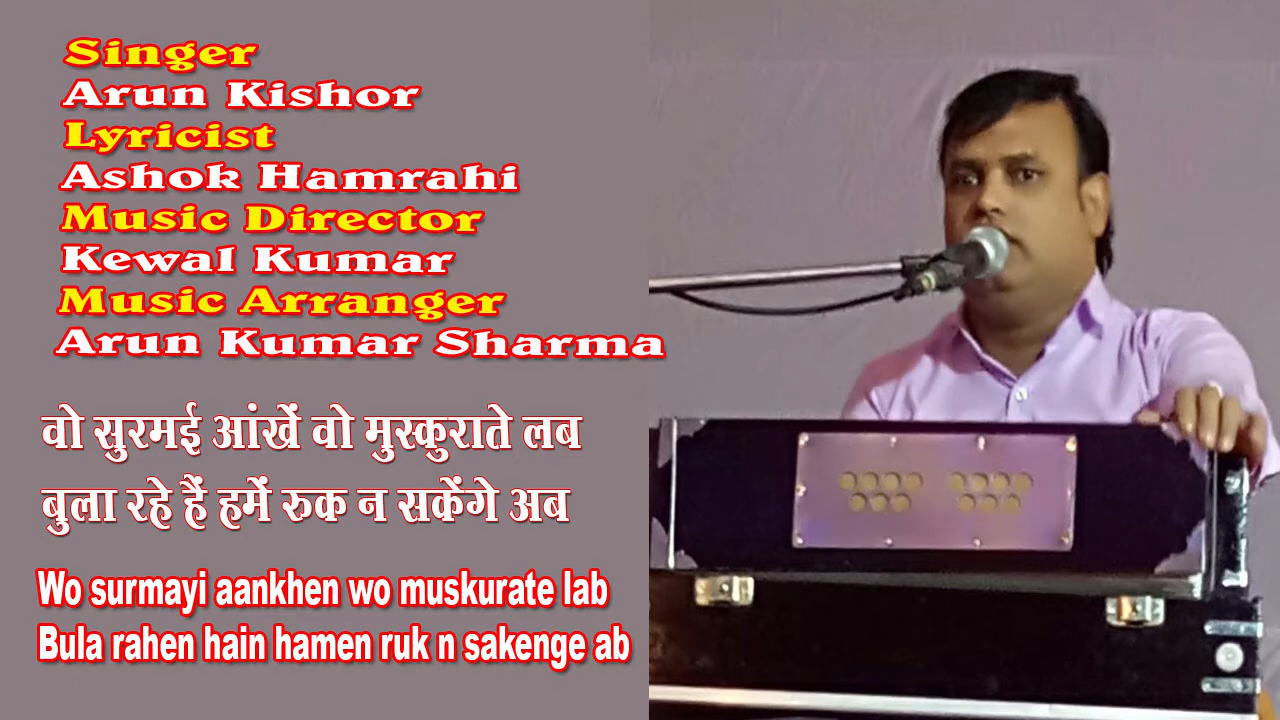 Singer
Arun Kishor
Lyricist
Ashok Hamrahi
Music Director
Kewal Kumar
Music Arranger
Arun Kumar Sharma
वो सुरमई आंखें वो मुस्कुराते लब
बुला रहे हैं हमें रुक न सकेंगे अब
Wo surmayi aankhen wo muskurate lab
Bula rahen hain hamen ruk n sakenge ab